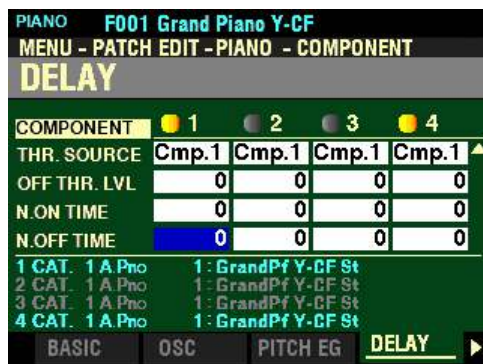 PIANO F001 Grand Piano Y-CF
MENU - PATCH EDIT - PIANO - COMPONENT
DELAY
COMPONENT 1 2 3 4
THR. SOURCE Cmp.1 Cmp.1 Cmp.1 Cmp.1
OFF THR. LVL 0 0 0 0
N.ON TIME 0 0 0 0
N.OFF TIME 0 0 0 0
1 CAT. 1 A.Pno 1: GrandPf Y-CF St
2 CAT. 1 A.Pno 1: GrandPf Y-CF St
3 CAT. 1 A.Pno 1: GrandPf Y-CF St
4 CAT. 1 A.Pno 1: GrandPf Y-CF St
BASIC OSC PITCH EG DELAY